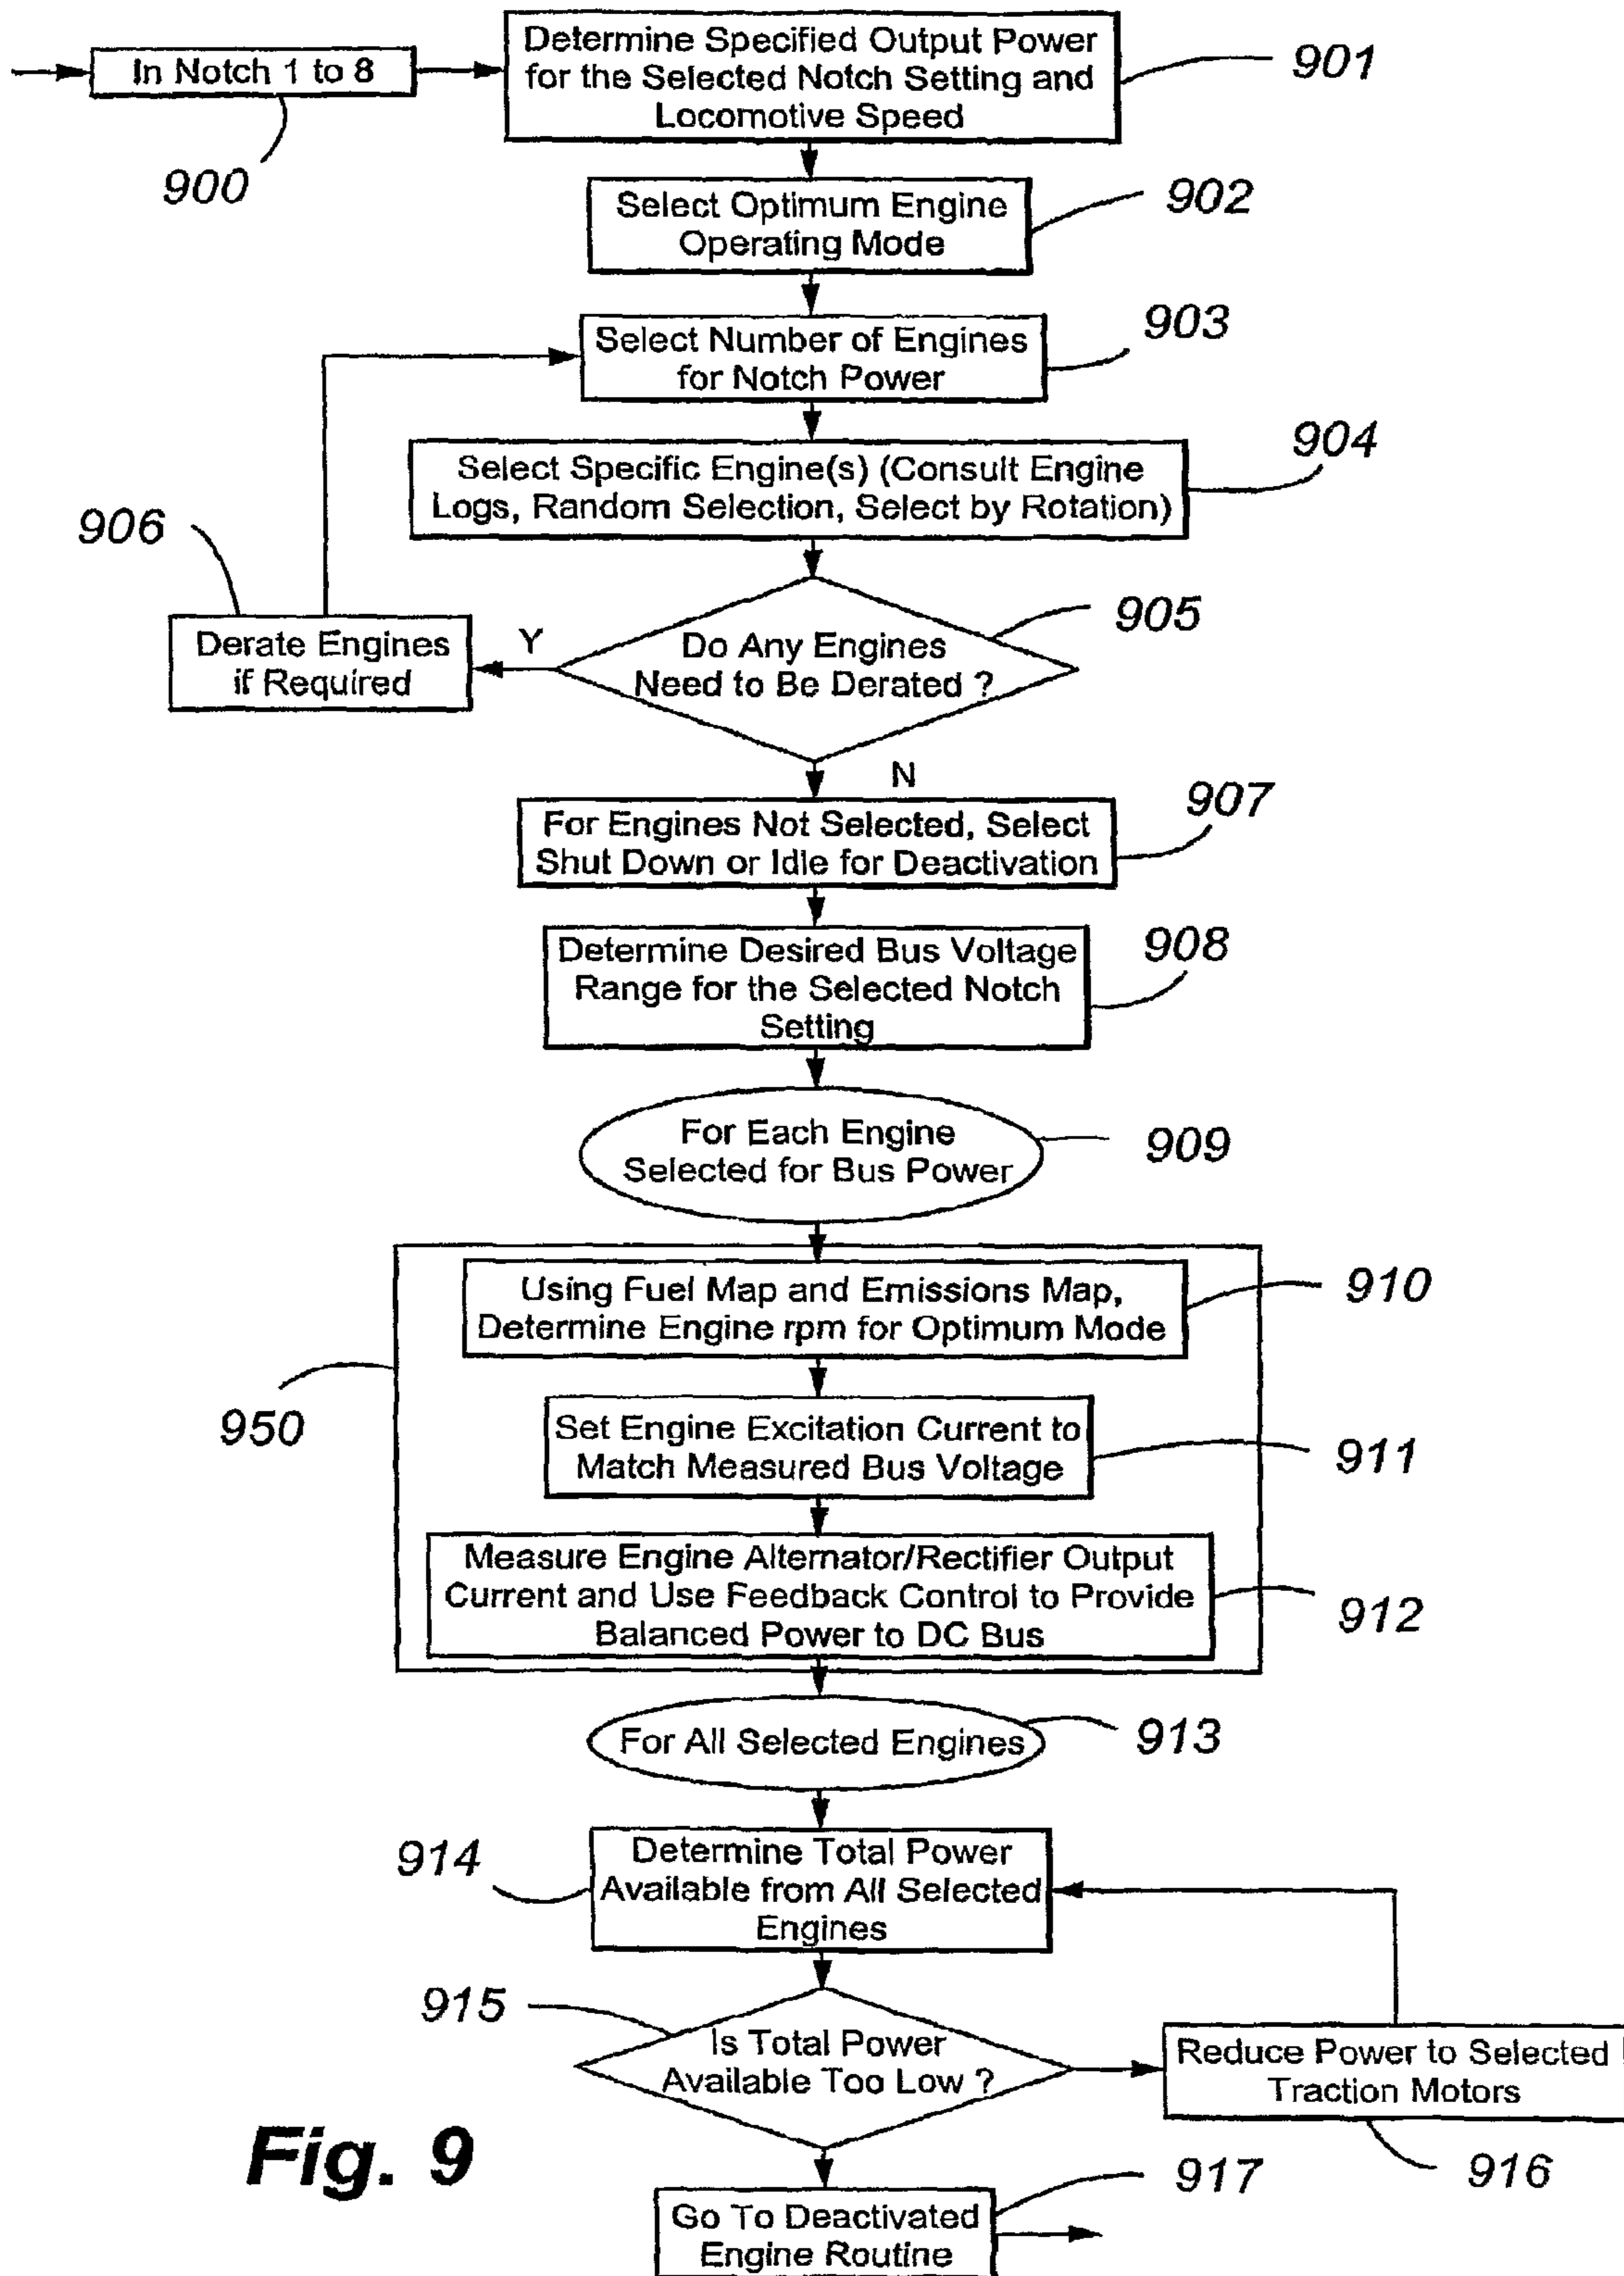 In Notch 1 to 8
900
Determine Specified Output Power
for the Selected Notch Setting and
Locomotive Speed
901
Select Optimum Engine
Operating Mode
902
Select Number of Engines
for Notch Power
903
Select Specific Engine(s) (Consult Engine
Logs, Random Selection, Select by Rotation)
904
906
Derate Engines
if Required
Y
Do Any Engines
Need to Be Derated ?
905
N
For Engines Not Selected, Select
Shut Down or Idle for Deactivation
907
Determine Desired Bus Voltage
Range for the Selected Notch
Setting
908
For Each Engine
Selected for Bus Power
909
Using Fuel Map and Emissions Map,
Determine Engine rpm for Optimum Mode
910
950
Set Engine Excitation Current to
Match Measured Bus Voltage
911
Measure Engine Alternator/Rectifier Output
Current and Use Feedback Control to Provide
Balanced Power to DC Bus
912
For All Selected Engines
913
914
Determine Total Power
Available from All Selected
Engines
915
Is Total Power
Available Too Low ?
Reduce Power to Selected
Traction Motors
916
Fig. 9
Go To Deactivated
Engine Routine
917